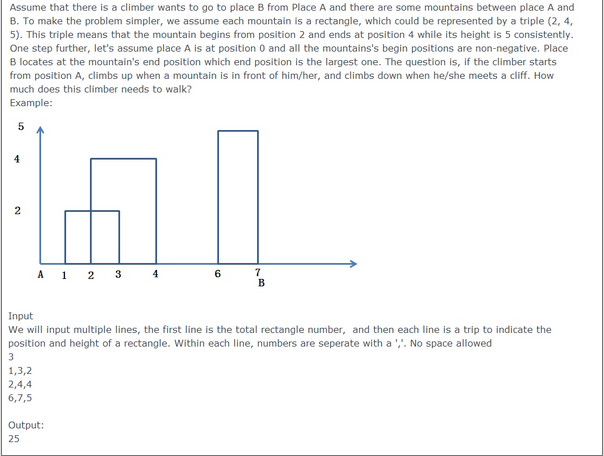 Assume that there is a climber wants to go to place B from Place A and there are some mountains between place A and
B. To make the problem simpler, we assume each mountain is a rectangle, which could be represented by a triple (2, 4,
5). This triple means that the mountain begins from position 2 and ends at position 4 while its height is 5 consistently.
One step further, let's assume place A is at position 0 and all the mountains's begin positions are non-negative. Place
B locates at the mountain's end position which end position is the largest one. The question is, if the climber starts
from position A, climbs up when a mountain is in front of him/her, and climbs down when he/she meets a cliff. How
much does this climber needs to walk?
Example:
5
4
2
A 1 2 3 4 6 7
B
Input
We will input multiple lines, the first line is the total rectangle number, and then each line is a trip to indicate the
position and height of a rectangle. Within each line, numbers are seperate with a ','. No space allowed
3
1,3,2
2,4,4
6,7,5
Output:
25